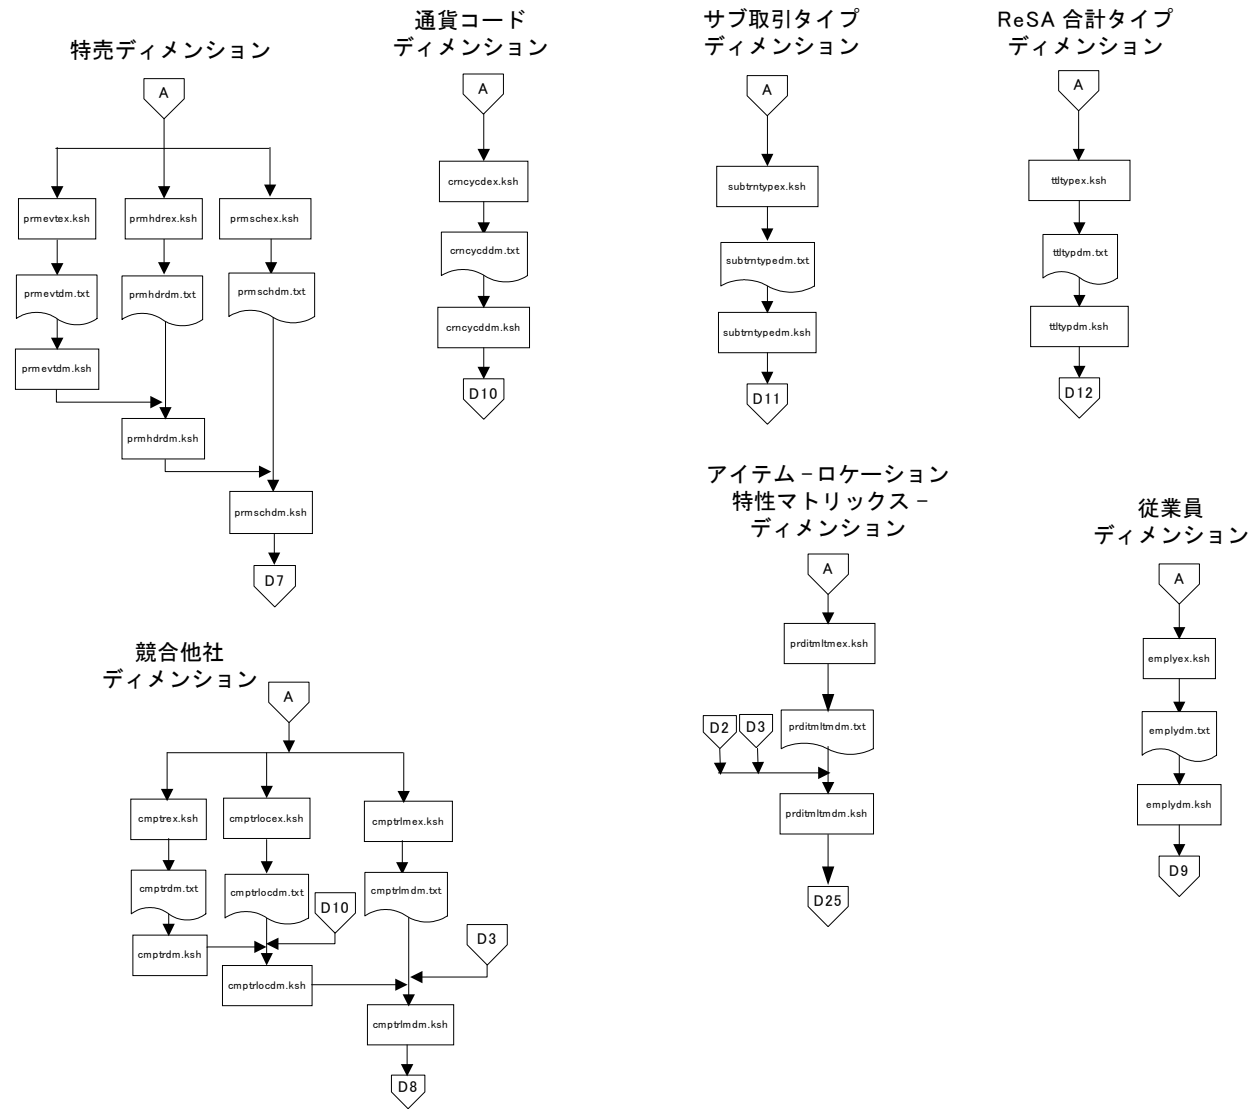 特売ディメンション
A
prmevtex.ksh
prmhdrex.ksh
prmschex.ksh
prmevtdm.txt
prmhdrdm.txt
prmschdm.txt
prmevtdm.ksh
prmhdrdm.ksh
prmschdm.ksh
D7
通貨コード
ディメンション
A
crncycdex.ksh
crncycddm.txt
crncycddm.ksh
D10
サブ取引タイプ
ディメンション
A
subtrntypex.ksh
subtrntypedm.txt
subtrntypedm.ksh
D11
ReSA 合計タイプ
ディメンション
A
ttltypex.ksh
ttltypdm.txt
ttltypdm.ksh
D12
競合他社
ディメンション
A
cmptrex.ksh
cmptrlocex.ksh
cmptrlmex.ksh
cmptrdm.txt
cmptrlocdm.txt
cmptrlmdm.txt
D10
D3
cmptrdm.ksh
cmptrlocdm.ksh
cmptrlmdm.ksh
D8
アイテム－ロケーション
特性マトリックス－
ディメンション
A
prditmltmex.ksh
D2
D3
prditmltmdm.txt
prditmltmdm.ksh
D25
従業員
ディメンション
A
emplyex.ksh
emplydm.txt
emplydm.ksh
D9